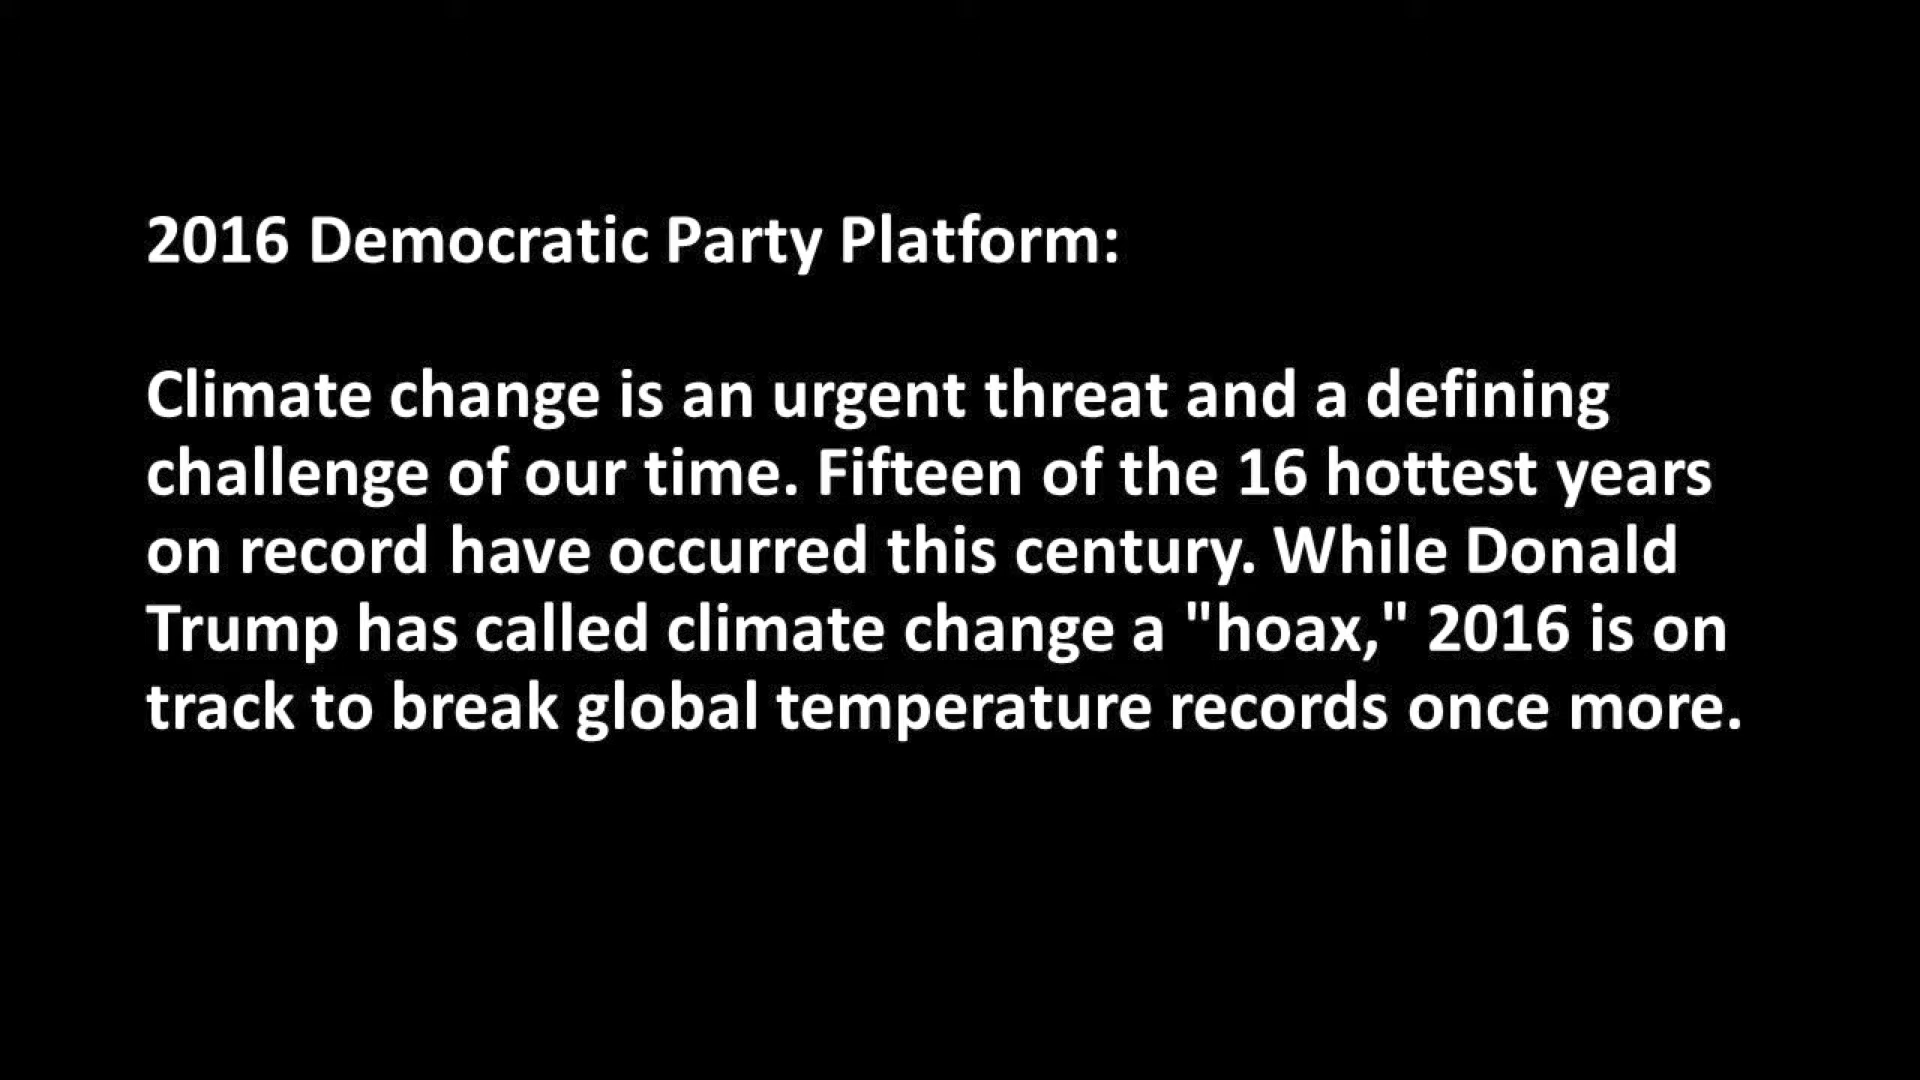 2016 Democratic Party Platform:
Climate change is an urgent threat and a defining
challenge of our time. Fifteen of the 16 hottest years
on record have occurred this century. While Donald
Trump has called climate change a "hoax," 2016 is on
track to break global temperature records once more.